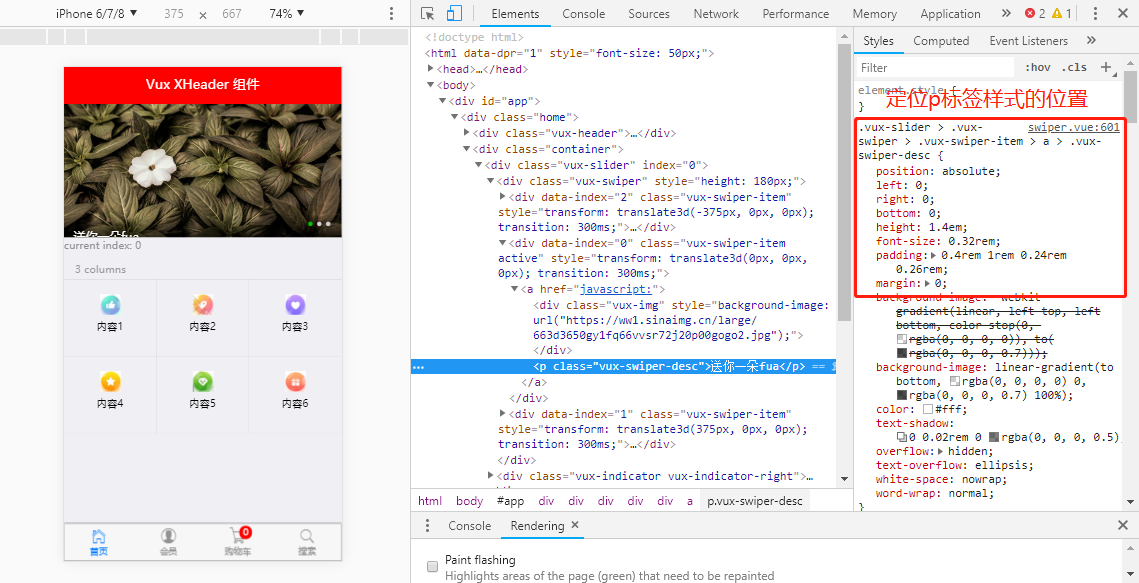 iPhone 6/7/8 ▼ 375 x 667 74% ▼
Elements Console Sources Network Performance Memory Application » 2 1
Vux XHeader 组件
送你一朵fua
current index: 0
3 columns
内容1 内容2 内容3
内容4 内容5 内容6
0
首页 会员 购物车 搜索
<!doctype html>
<html data-dpr="1" style="font-size: 50px;">
▶<head>…</head>
▼<body>
▼<div id="app">
▼<div class="home">
▶<div class="vux-header">…</div>
▼<div class="container">
▼<div class="vux-slider" index="0">
▼<div class="vux-swiper" style="height: 180px;">
▶<div data-index="2" class="vux-swiper-item"
style="transform: translate3d(-375px, 0px, 0px);
transition: 300ms;">…</div>
▼<div data-index="0" class="vux-swiper-item
active" style="transform: translate3d(0px, 0px,
0px); transition: 300ms;">
▼<a href="javascript:">
<div class="vux-img" style="background-image:
url("https://ww1.sinaimg.cn/large/
663d3650gy1fq66vvsr72j20p00gogo2.jpg");">
</div>
<p class="vux-swiper-desc">送你一朵fua</p> ==
</a>
</div>
▶<div data-index="1" class="vux-swiper-item"
style="transform: translate3d(375px, 0px, 0px);
transition: 300ms;">…</div>
</div>
▶<div class="vux-indicator vux-indicator-right">…
html body #app div div div div div a p.vux-swiper-desc
Styles Computed Event Listeners »
Filter :hov .cls +
element.style {
定位p标签样式的位置
}
.vux-slider > .vux- swiper.vue:601
swiper > .vux-swiper-item > a > .vux-
swiper-desc {
position: absolute;
left: 0;
right: 0;
bottom: 0;
height: 1.4em;
font-size: 0.32rem;
padding:▶ 0.4rem 1rem 0.24rem
0.26rem;
margin:▶ 0;
background-image: -webkit-
gradient(linear, left top, left
bottom, color-stop(0,
rgba(0, 0, 0, 0)), to(
rgba(0, 0, 0, 0.7)));
background-image: linear-gradient(to
bottom, rgba(0, 0, 0, 0) 0,
rgba(0, 0, 0, 0.7) 100%);
color: #fff;
text-shadow:
0 0.02rem 0 rgba(0, 0, 0, 0.5)
overflow:▶ hidden;
text-overflow: ellipsis;
white-space: nowrap;
word-wrap: normal;
}
Console Rendering ×
Paint flashing
Highlights areas of the page (green) that need to be repainted